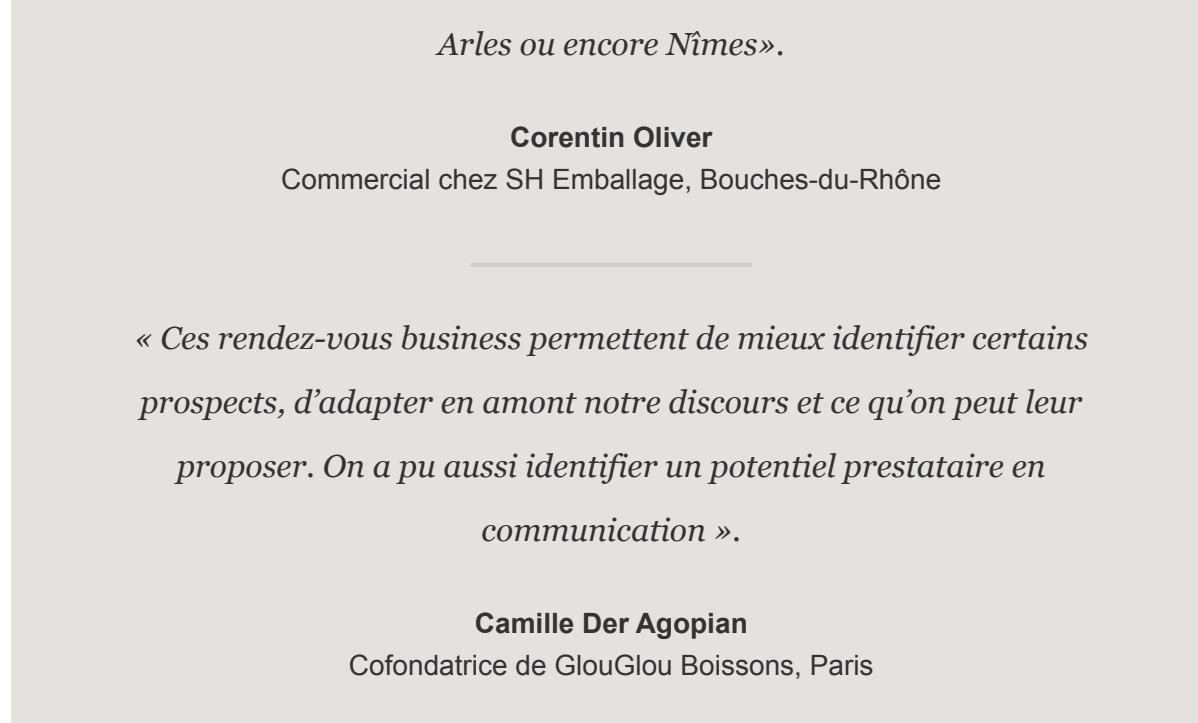 Arles ou encore Nîmes».
Corentin Oliver
Commercial chez SH Emballage, Bouches-du-Rhône
« Ces rendez-vous business permettent de mieux identifier certains
prospects, d’adapter en amont notre discours et ce qu’on peut leur
proposer. On a pu aussi identifier un potentiel prestataire en
communication ».
Camille Der Agopian
Cofondatrice de GlouGlou Boissons, Paris